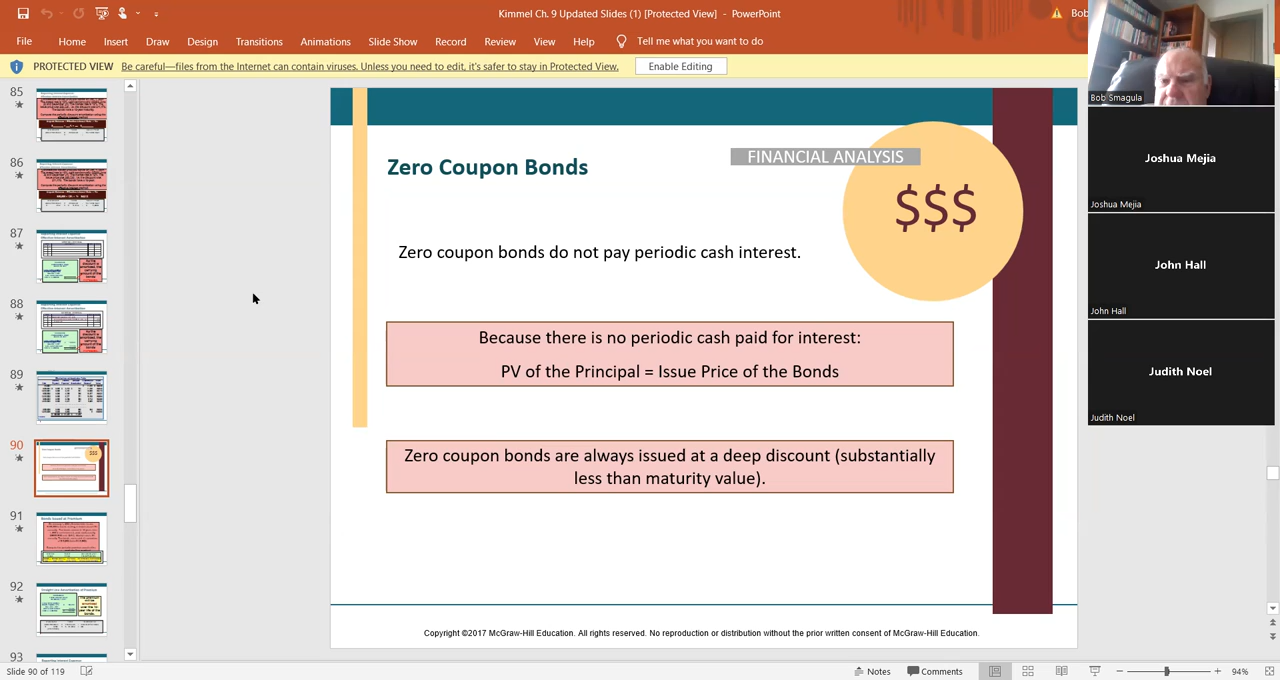 Kimmel Ch. 9 Updated Slides (1) [Protected View] - PowerPoint
Bob
File Home Insert Draw Design Transitions Animations Slide Show Record Review View Help Tell me what you want to do
PROTECTED VIEW Be careful—files from the Internet can contain viruses. Unless you need to edit, it's safer to stay in Protected View. Enable Editing
85
86
87
88
89
90
91
92
93
FINANCIAL ANALYSIS
Zero Coupon Bonds
$$$
Zero coupon bonds do not pay periodic cash interest.
Because there is no periodic cash paid for interest:
PV of the Principal = Issue Price of the Bonds
Zero coupon bonds are always issued at a deep discount (substantially
less than maturity value).
Copyright ©2017 McGraw-Hill Education. All rights reserved. No reproduction or distribution without the prior written consent of McGraw-Hill Education.
Bob Smagula
Joshua Mejia
Joshua Mejia
John Hall
John Hall
Judith Noel
Judith Noel
Slide 90 of 119 Notes Comments 94%